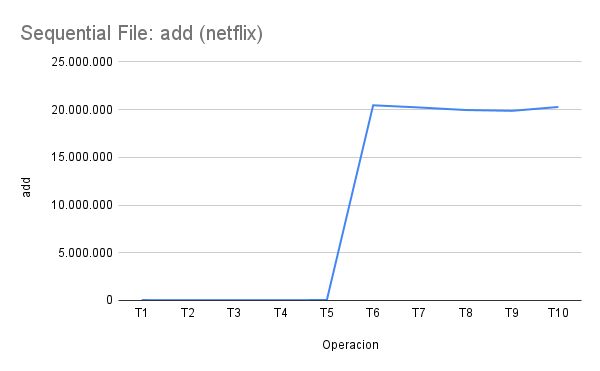 Sequential File: add (netflix)
25.000.000
20.000.000
15.000.000
10.000.000
5.000.000
0
add
T1 T2 T3 T4 T5 T6 T7 T8 T9 T10
Operacion